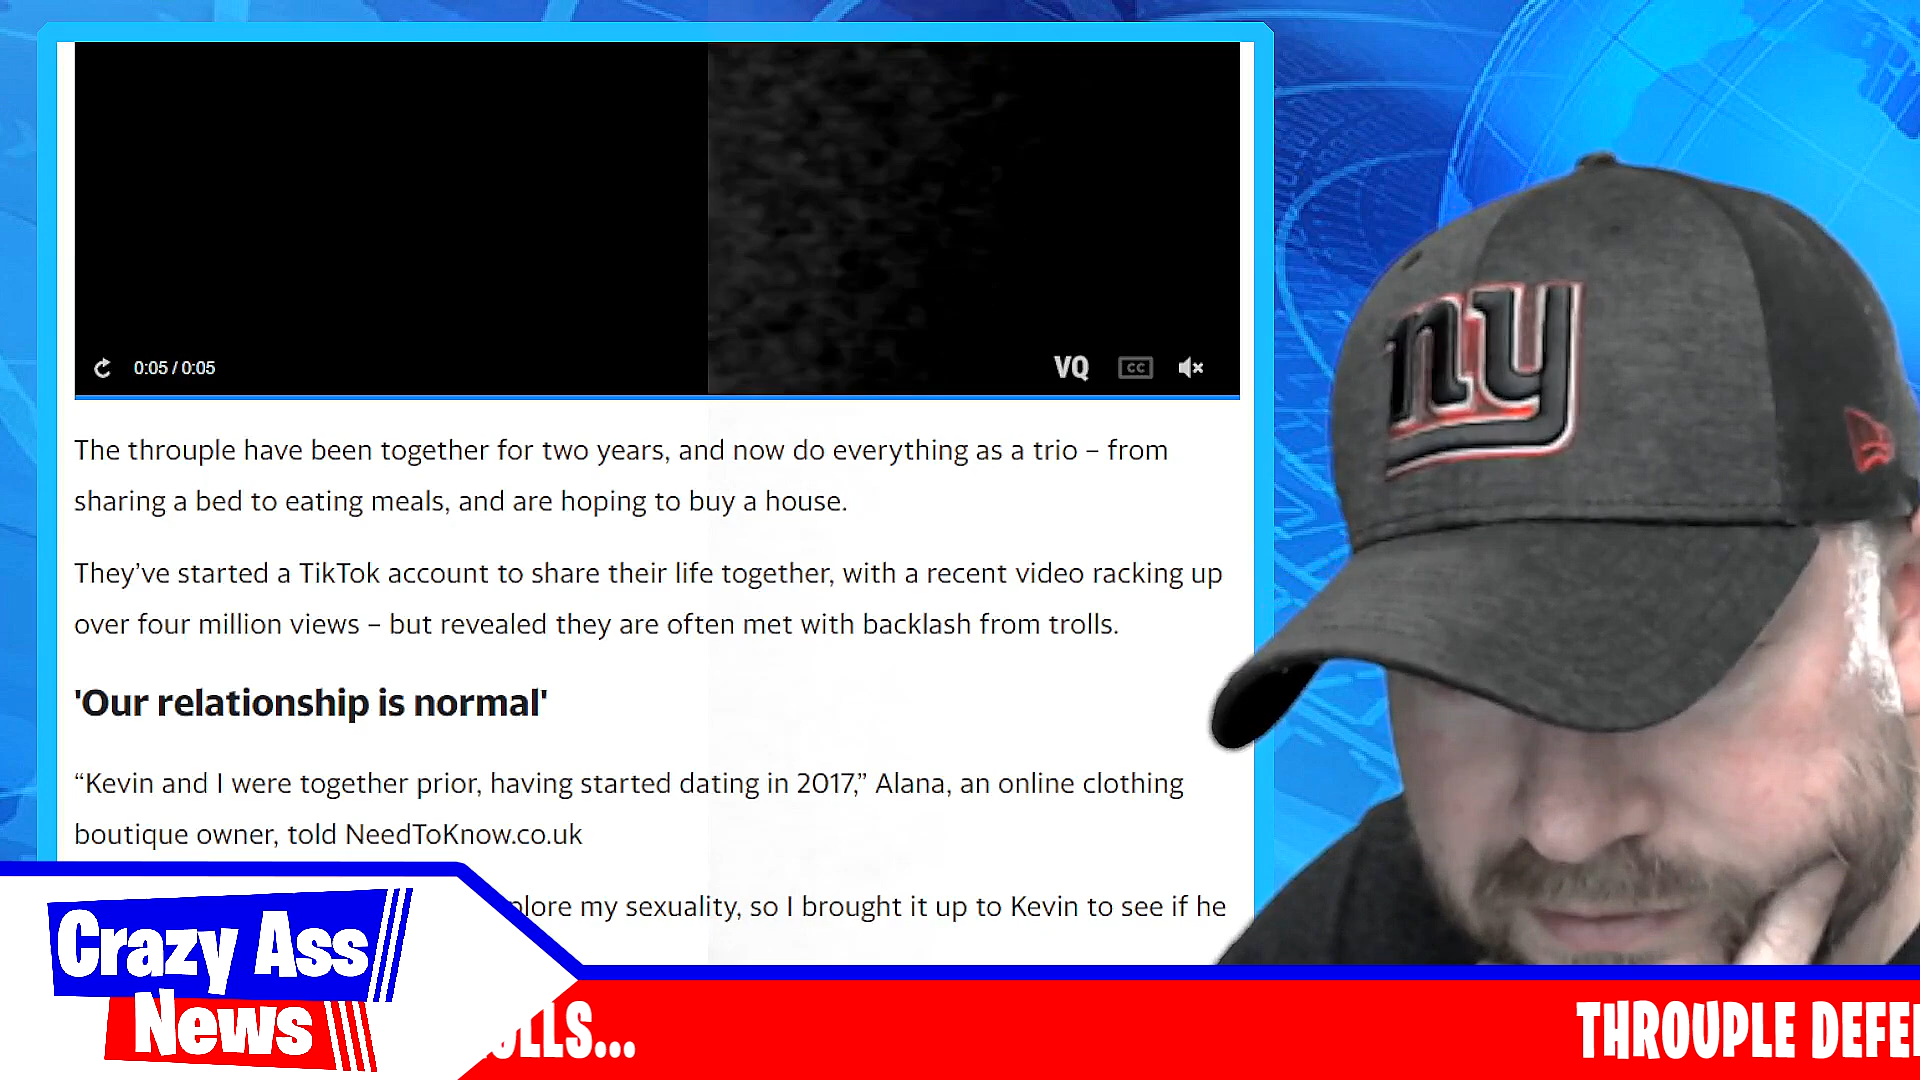 ny
0:05 / 0:05
VQ
CC
The throuple have been together for two years, and now do everything as a trio – from
sharing a bed to eating meals, and are hoping to buy a house.
They’ve started a TikTok account to share their life together, with a recent video racking up
over four million views – but revealed they are often met with backlash from trolls.
'Our relationship is normal'
“Kevin and I were together prior, having started dating in 2017,” Alana, an online clothing
boutique owner, told NeedToKnow.co.uk
my sexuality, so I brought it up to Kevin to see if he
Crazy Ass
News
THROUPLE